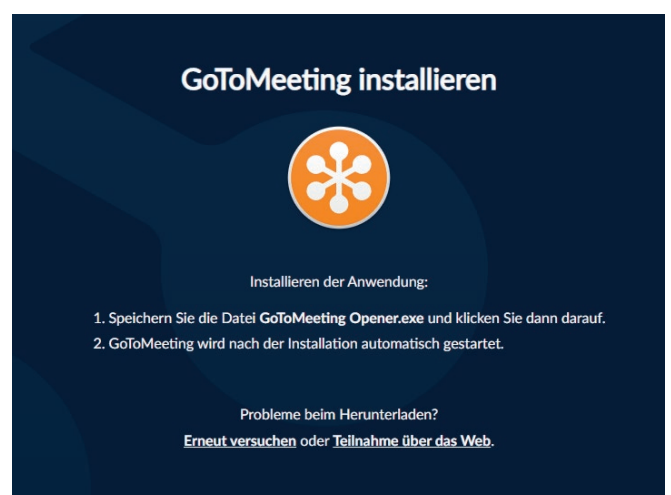 GoToMeeting installieren
Installieren der Anwendung:
1. Speichern Sie die Datei GoToMeeting Opener.exe und klicken Sie dann darauf.
2. GoToMeeting wird nach der Installation automatisch gestartet.
Probleme beim Herunterladen?
Erneut versuchen oder Teilnahme über das Web.